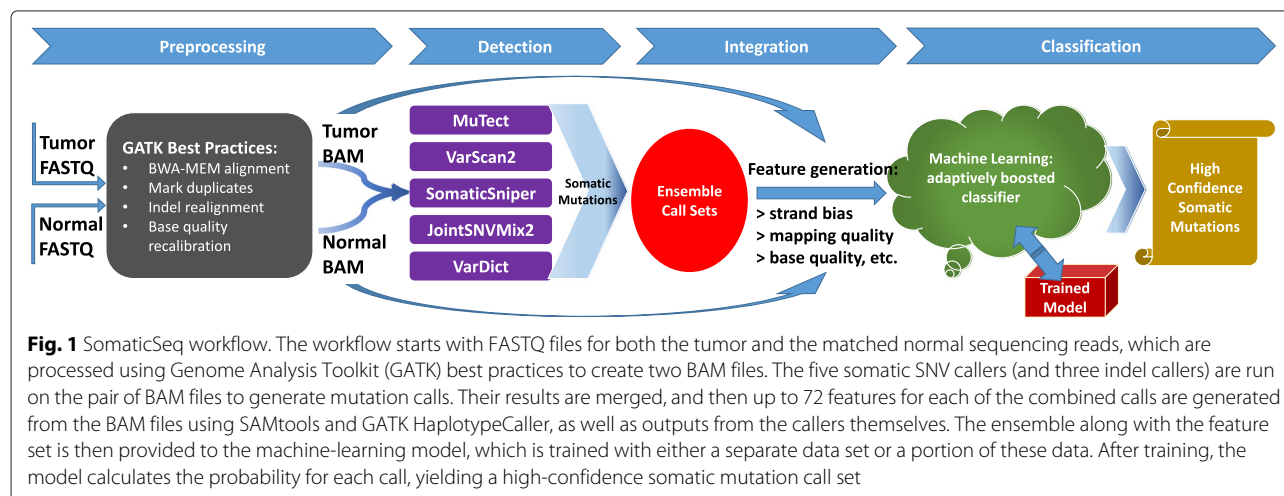 Preprocessing
Detection
Integration
Classification
Tumor
FASTQ
Normal
FASTQ
GATK Best Practices:
• BWA-MEM alignment
• Mark duplicates
• Indel realignment
• Base quality
recalibration
Tumor
BAM
Normal
BAM
MuTect
VarScan2
SomaticSniper
JointSNVMix2
VarDict
Somatic
Mutations
Ensemble
Call Sets
Feature generation:
> strand bias
> mapping quality
> base quality, etc.
Machine Learning:
adaptively boosted
classifier
Trained
Model
High
Confidence
Somatic
Mutations
Fig. 1 SomaticSeq workflow. The workflow starts with FASTQ files for both the tumor and the matched normal sequencing reads, which are
processed using Genome Analysis Toolkit (GATK) best practices to create two BAM files. The five somatic SNV callers (and three indel callers) are run
on the pair of BAM files to generate mutation calls. Their results are merged, and then up to 72 features for each of the combined calls are generated
from the BAM files using SAMtools and GATK HaplotypeCaller, as well as outputs from the callers themselves. The ensemble along with the feature
set is then provided to the machine-learning model, which is trained with either a separate data set or a portion of these data. After training, the
model calculates the probability for each call, yielding a high-confidence somatic mutation call set